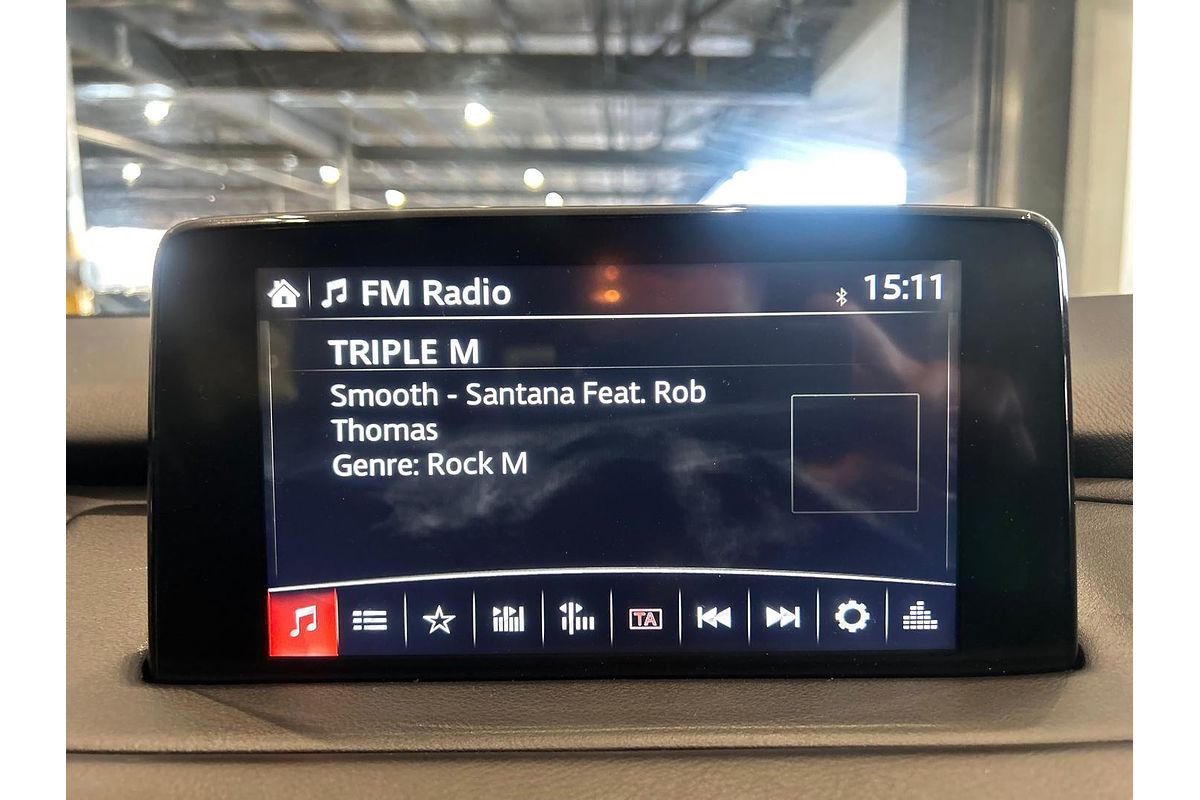 FM Radio
15:11
TRIPLE M
Smooth - Santana Feat. Rob
Thomas
Genre: Rock M
TA